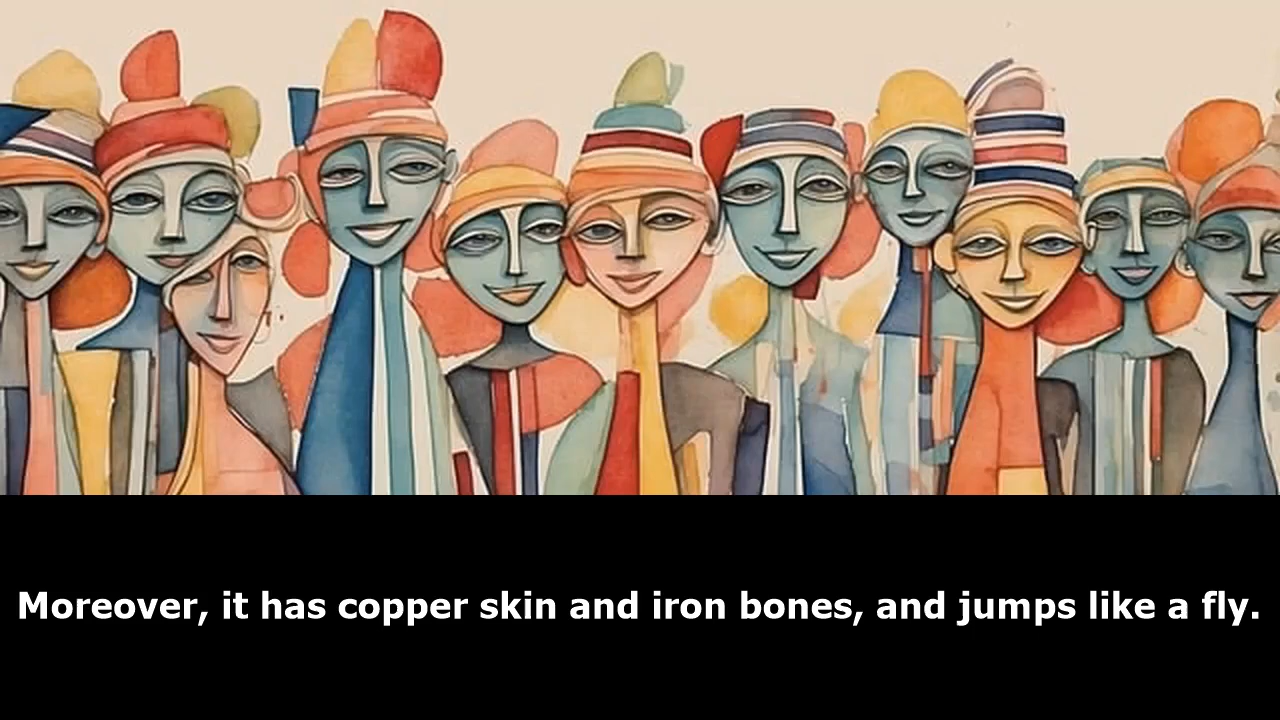 Moreover, it has copper skin and iron bones, and jumps like a fly.